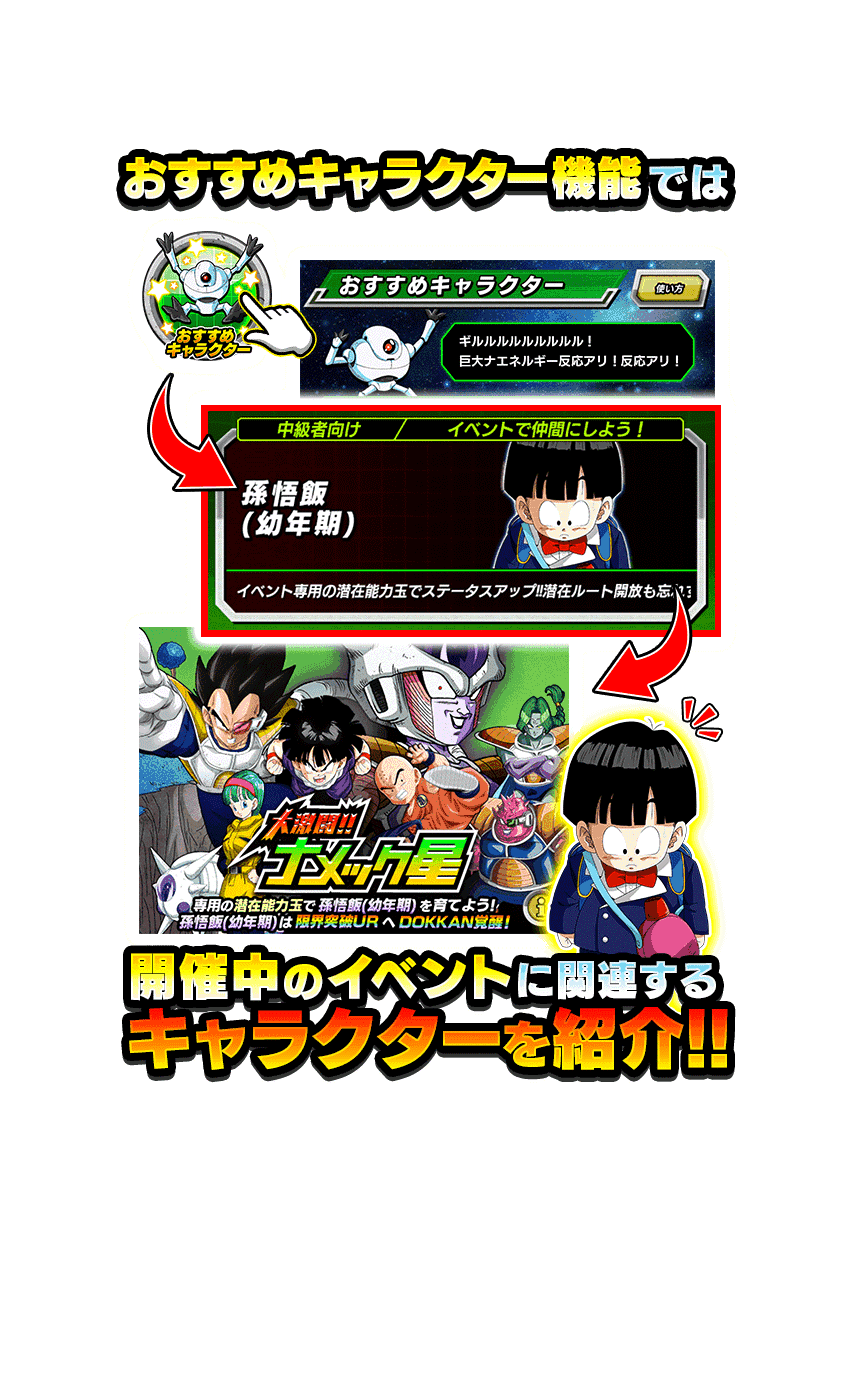 おすすめキャラクター機能では
おすすめ
キャラクター
おすすめキャラクター
使い方
ギルルルルルルルルル！
巨大ナエネルギー反応アリ！反応アリ！
中級者向け / イベントで仲間にしよう！
孫悟飯
(幼年期)
イベント専用の潜在能力玉でステータスアップ!!潜在ルート開放も忘れ
大激闘!!
ナメック星
専用の潜在能力玉で 孫悟飯(幼年期) を育てよう!
孫悟飯(幼年期)は 限界突破UR へ DOKKAN覚醒!
開催中のイベントに関連する
キャラクターを紹介!!